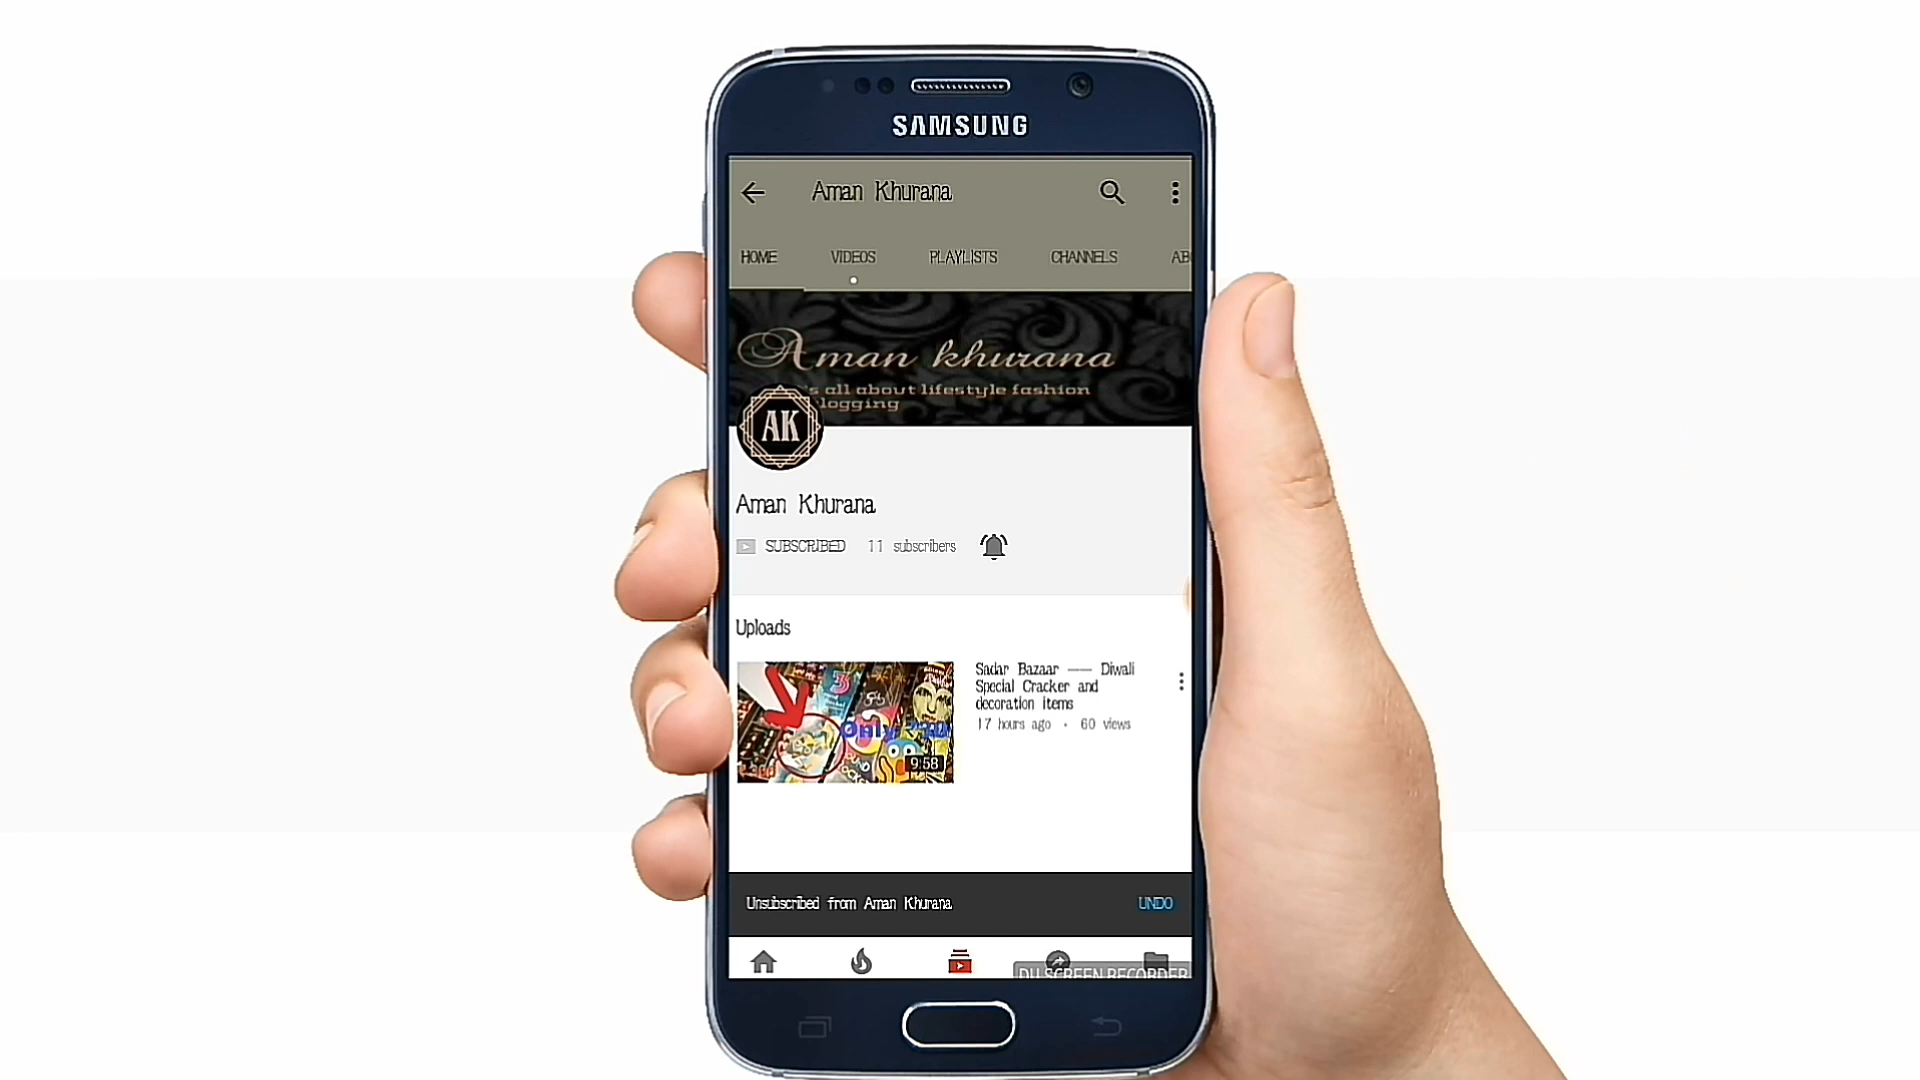 SAMSUNG
Aman Khurana
HOME VIDEOS PLAYLISTS CHANNELS AB
Aman khurana
s all about lifestyle fashion
logging
AK
Aman Khurana
SUBSCRIBED 11 subscribers
Uploads
Sadar Bazaar —— Diwali
Special Cracker and
decoration items
17 hours ago · 60 views
Only
9:58
Unsubscribed from Aman Khurana UNDO
DU SCREEN RECORDER